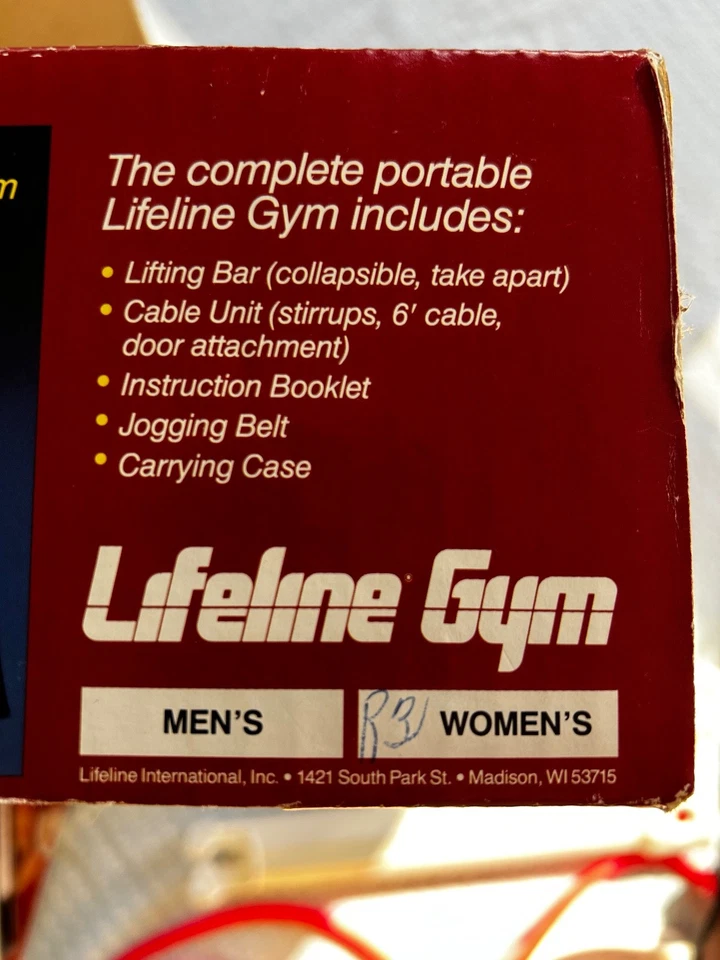 m
The complete portable
Lifeline Gym includes:
• Lifting Bar (collapsible, take apart)
• Cable Unit (stirrups, 6' cable,
door attachment)
• Instruction Booklet
• Jogging Belt
• Carrying Case
Lifeline Gym
MEN'S
WOMEN'S
Lifeline International, Inc. • 1421 South Park St. • Madison, WI 53715